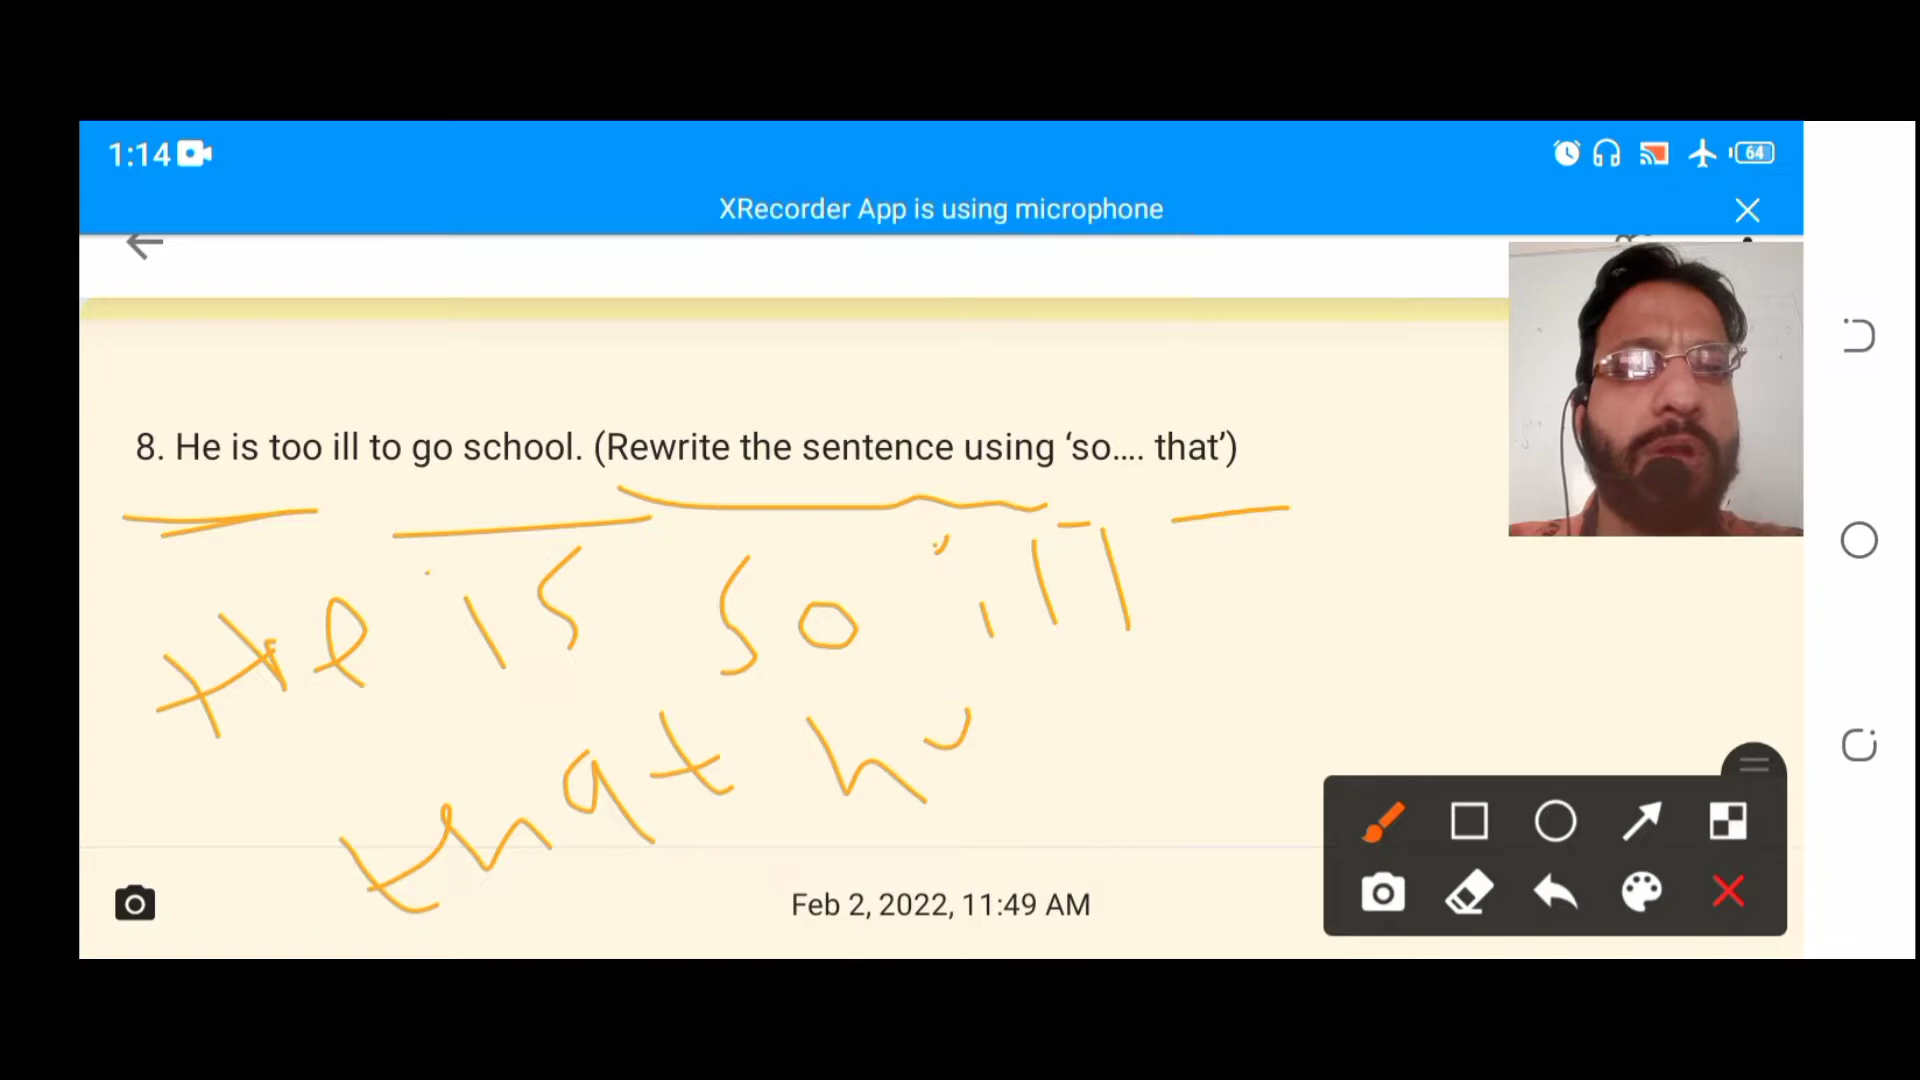 1:14
64
XRecorder App is using microphone
8. He is too ill to go school. (Rewrite the sentence using ‘so.... that’)
He is so ill
that h
Feb 2, 2022, 11:49 AM